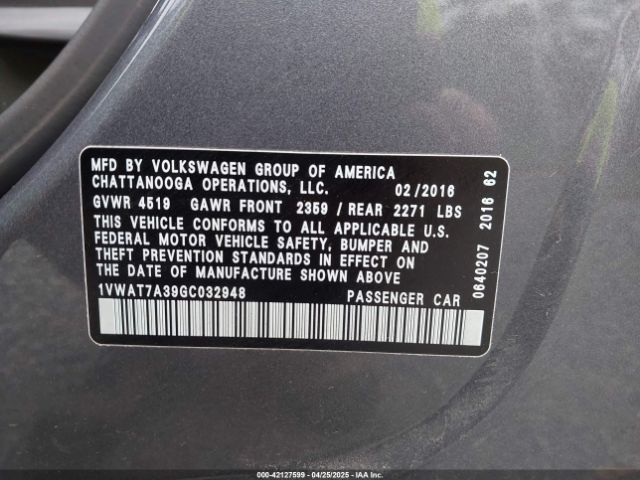 MFD BY VOLKSWAGEN GROUP OF AMERICA
CHATTANOOGA OPERATIONS, LLC. 02/2016
GVWR 4519 GAWR FRONT 2359 / REAR 2271 LBS
THIS VEHICLE CONFORMS TO ALL APPLICABLE U.S.
FEDERAL MOTOR VEHICLE SAFETY, BUMPER AND
THEFT PREVENTION STANDARDS IN EFFECT ON
THE DATE OF MANUFACTURE SHOWN ABOVE
1VWAT7A39GC032948 PASSENGER CAR
0640207 2016 62
000-42127599 - 04/25/2025 - IAAI.COM